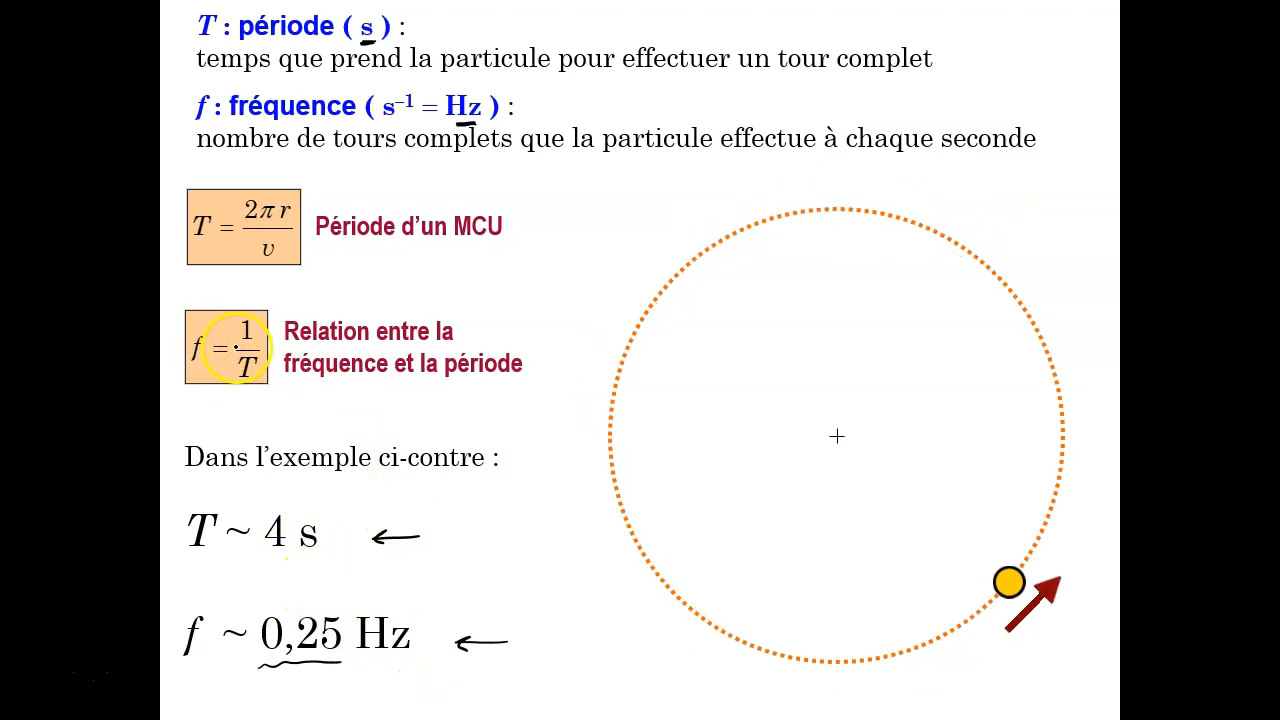 T : période ( s ) :
temps que prend la particule pour effectuer un tour complet
f : fréquence ( s⁻¹ = Hz ) :
nombre de tours complets que la particule effectue à chaque seconde
T = 2π r / v
Période d’un MCU
f = 1 / T
Relation entre la
fréquence et la période
Dans l’exemple ci-contre :
T ~ 4 s
f ~ 0,25 Hz